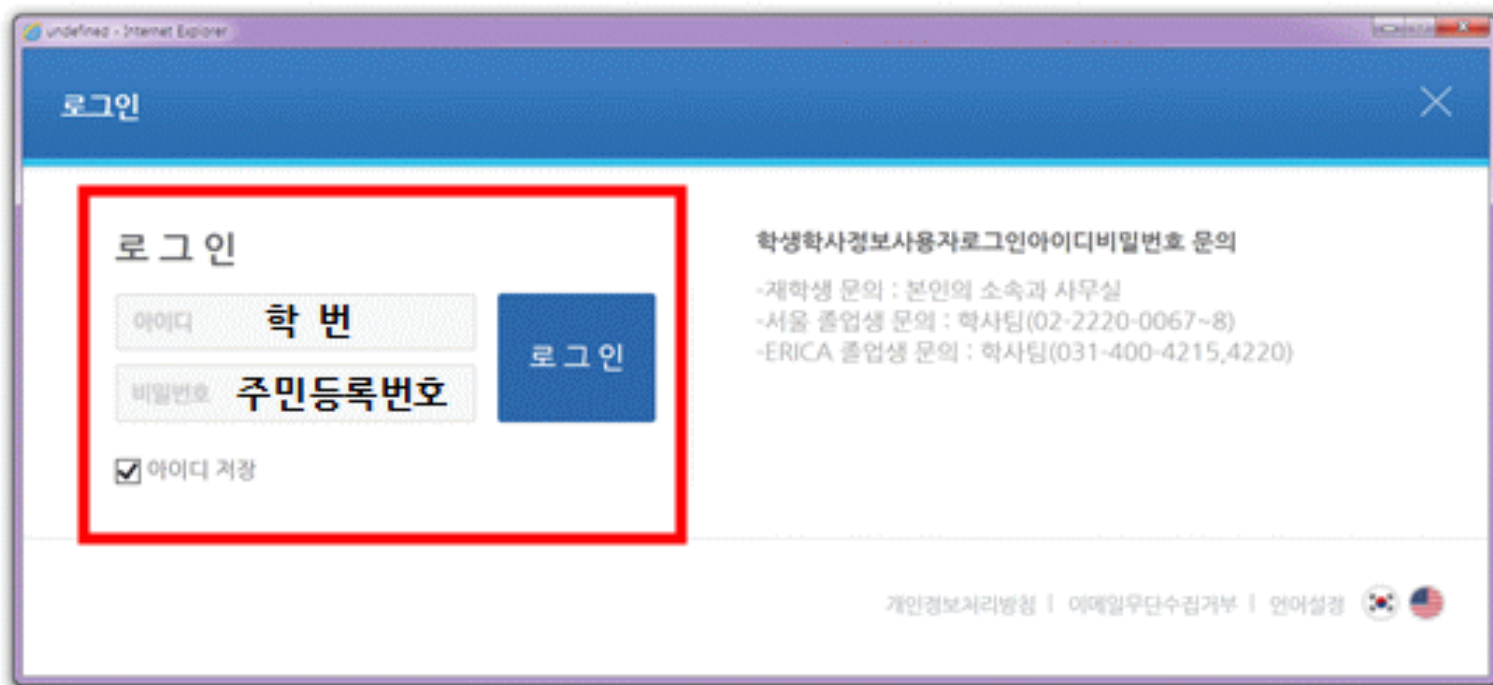 undefined - Internet Explorer
로그인
로그인
아이디 학 번
비밀번호 주민등록번호
로그인
아이디 저장
학생학사정보사용자로그인아이디비밀번호 문의
-재학생 문의 : 본인의 소속과 사무실
-서울 졸업생 문의 : 학사팀(02-2220-0067~8)
-ERICA 졸업생 문의 : 학사팀(031-400-4215,4220)
개인정보처리방침 | 이메일무단수집거부 | 언어설정